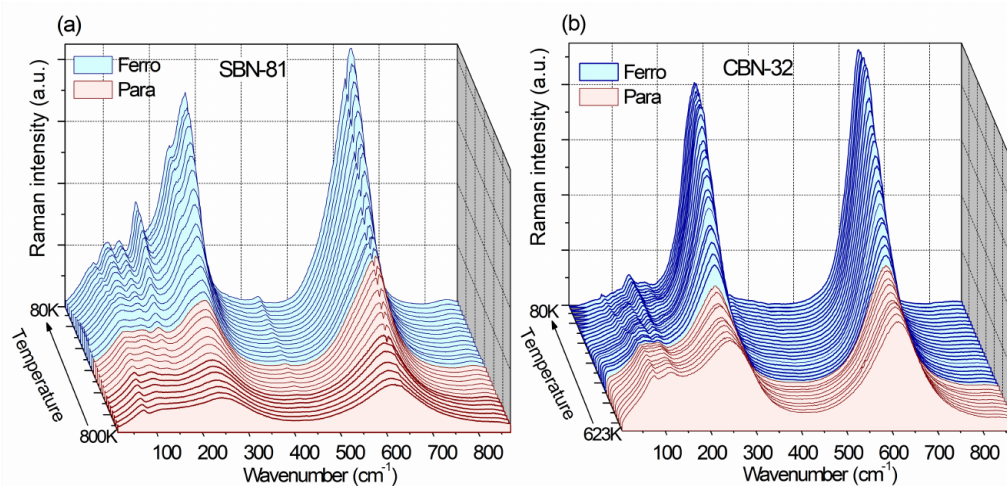 (a)
SBN-81
Ferro
Para
Raman intensity (a.u.)
80K
Temperature
800K
100 200 300 400 500 600 700 800
Wavenumber (cm-1)
(b)
CBN-32
Ferro
Para
Raman intensity (a.u.)
80K
Temperature
623K
100 200 300 400 500 600 700 800
Wavenumber (cm-1)